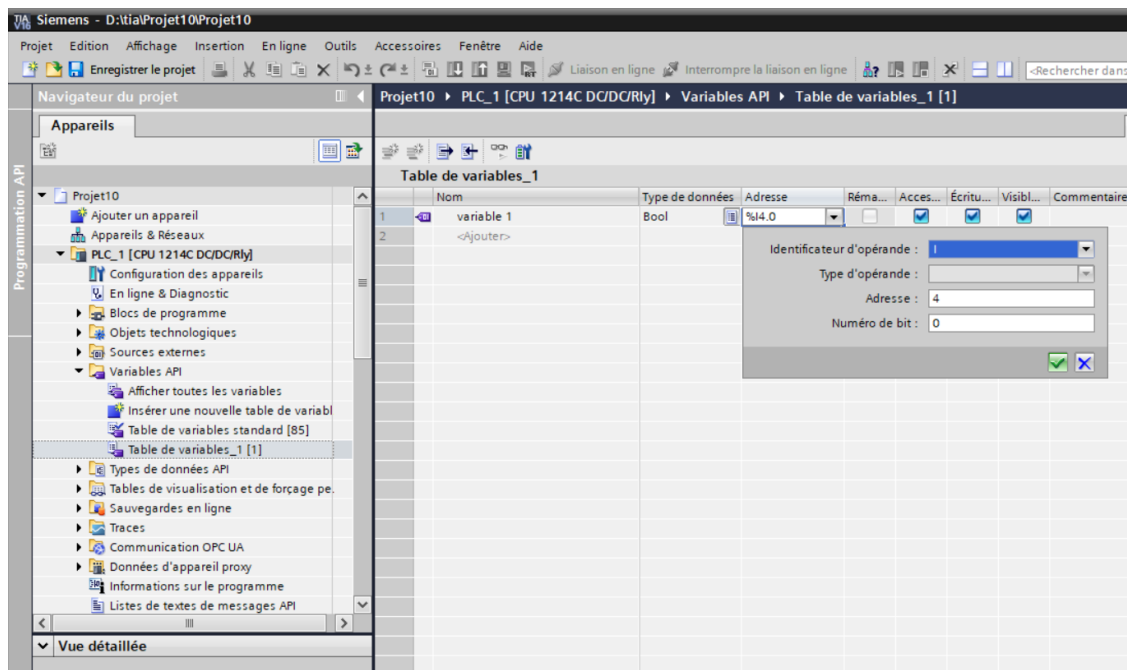 Siemens - D:\tia\Projet10\Projet10
Projet Edition Affichage Insertion En ligne Outils Accessoires Fenêtre Aide
Enregistrer le projet Liaison en ligne Interrompre la liaison en ligne <Rechercher dans
Navigateur du projet
Projet10 PLC_1 [CPU 1214C DC/DC/Rly] Variables API Table de variables_1 [1]
Appareils
Programmation API
Table de variables_1
Nom Type de données Adresse Réma... Acces... Écritu... Visibl... Commentaire
1 variable 1 Bool %I4.0
2 <Ajouter>
Identificateur d'opérande : I
Type d'opérande :
Adresse : 4
Numéro de bit : 0
Projet10
Ajouter un appareil
Appareils & Réseaux
PLC_1 [CPU 1214C DC/DC/Rly]
Configuration des appareils
En ligne & Diagnostic
Blocs de programme
Objets technologiques
Sources externes
Variables API
Afficher toutes les variables
Insérer une nouvelle table de variabl
Table de variables standard [85]
Table de variables_1 [1]
Types de données API
Tables de visualisation et de forçage pe.
Sauvegardes en ligne
Traces
Communication OPC UA
Données d'appareil proxy
Informations sur le programme
Listes de textes de messages API
Vue détaillée